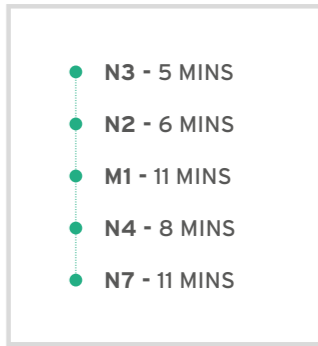 N3 - 5 MINS
N2 - 6 MINS
M1 - 11 MINS
N4 - 8 MINS
N7 - 11 MINS